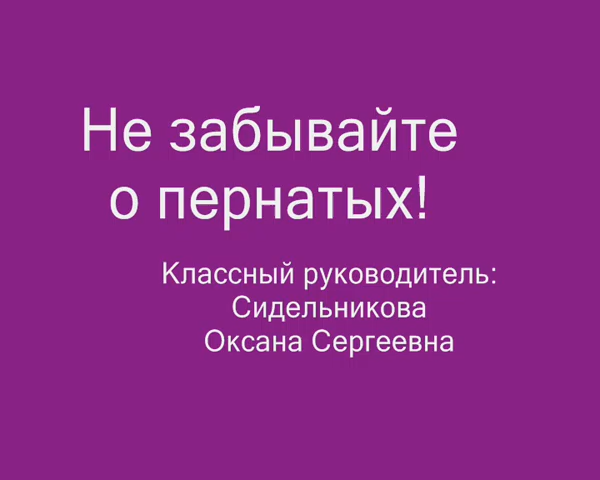 Не забывайте
о пернатых!
Классный руководитель:
Сидельникова
Оксана Сергеевна